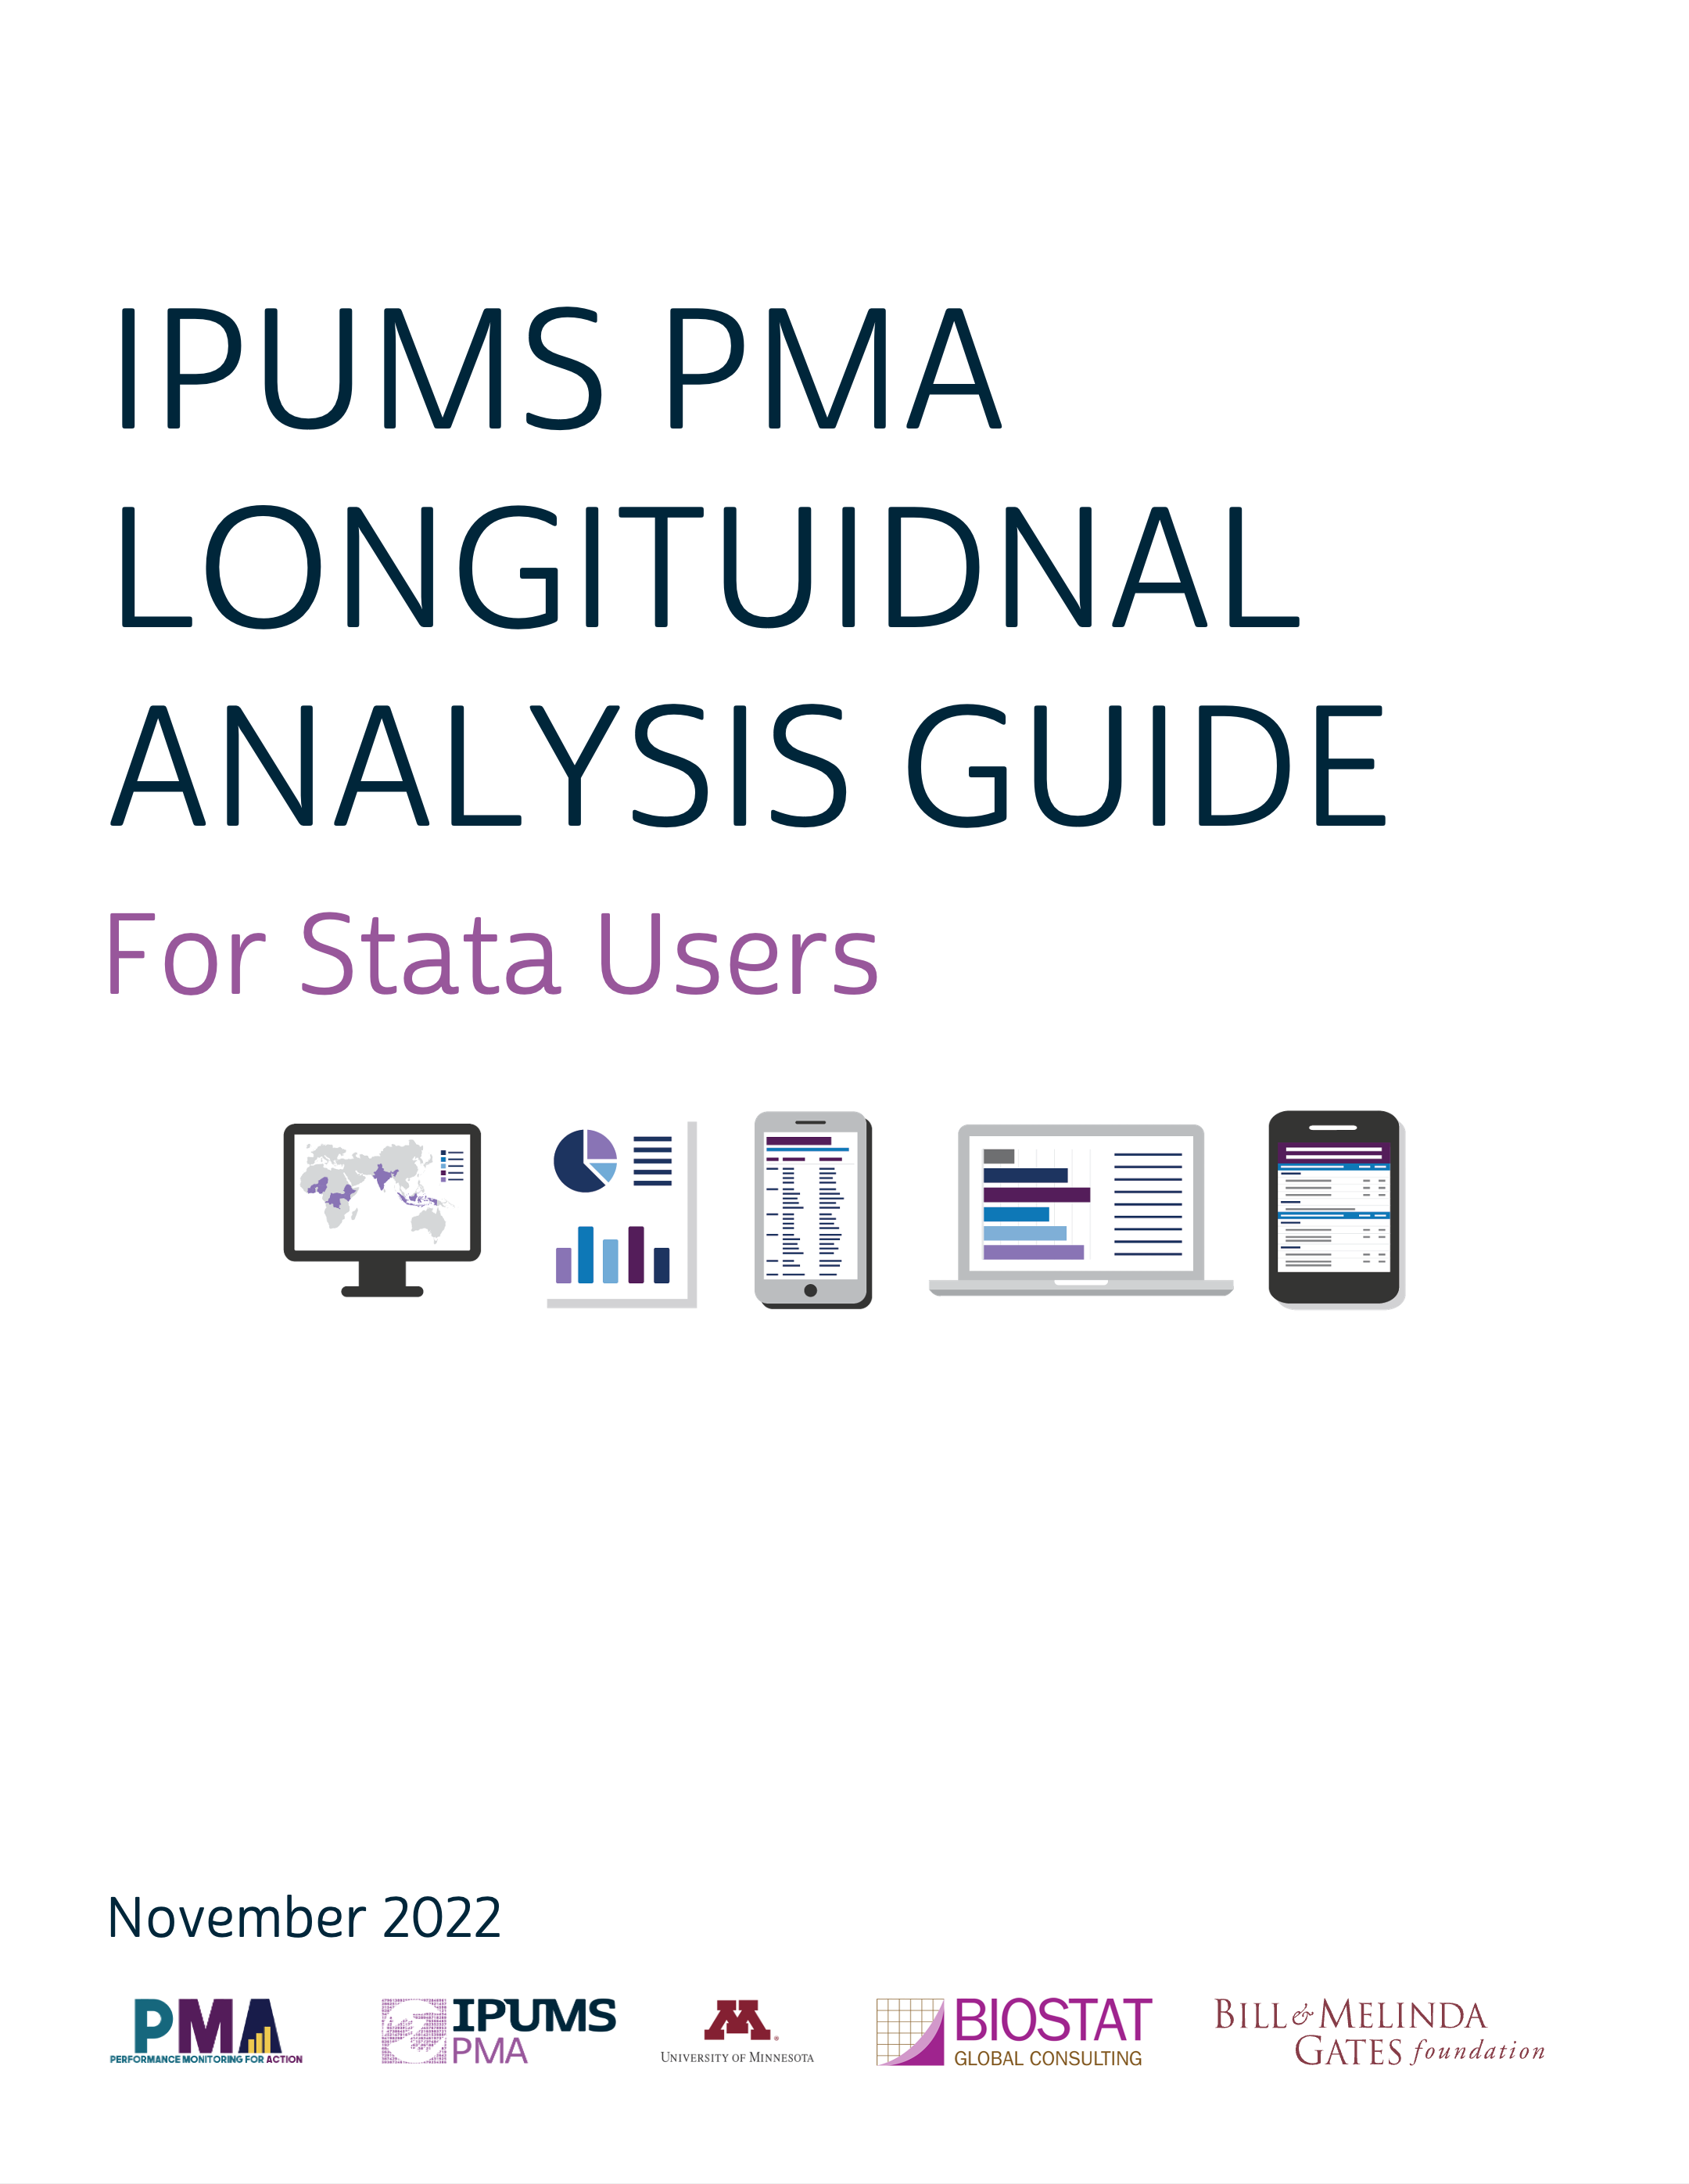 IPUMS PMA
LONGITUIDNAL
ANALYSIS GUIDE
For Stata Users
November 2022
PMA
PERFORMANCE MONITORING FOR ACTION
IPUMS
PMA
M
UNIVERSITY OF MINNESOTA
BIOSTAT
GLOBAL CONSULTING
BILL & MELINDA
GATES foundation